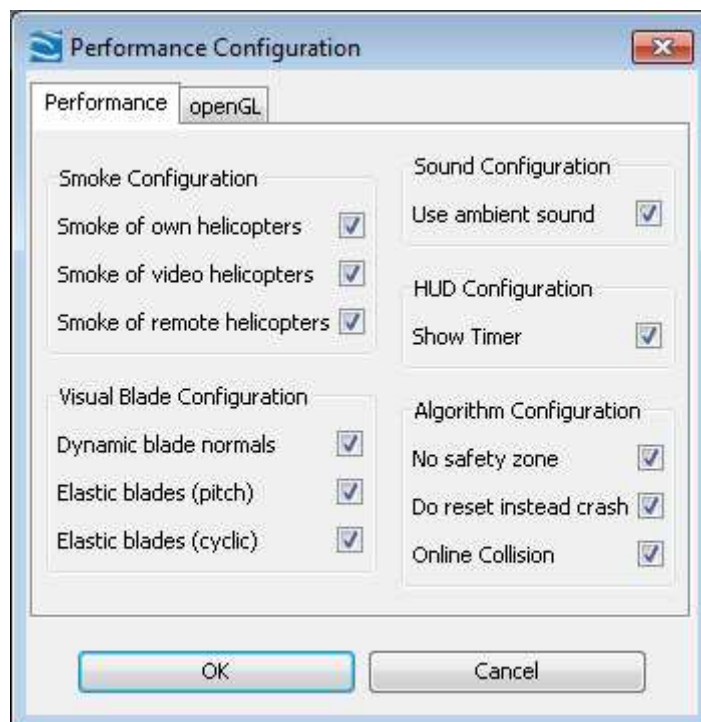 Performance Configuration
Performance
openGL
Smoke Configuration
Smoke of own helicopters
Smoke of video helicopters
Smoke of remote helicopters
Visual Blade Configuration
Dynamic blade normals
Elastic blades (pitch)
Elastic blades (cyclic)
Sound Configuration
Use ambient sound
HUD Configuration
Show Timer
Algorithm Configuration
No safety zone
Do reset instead crash
Online Collision
OK
Cancel